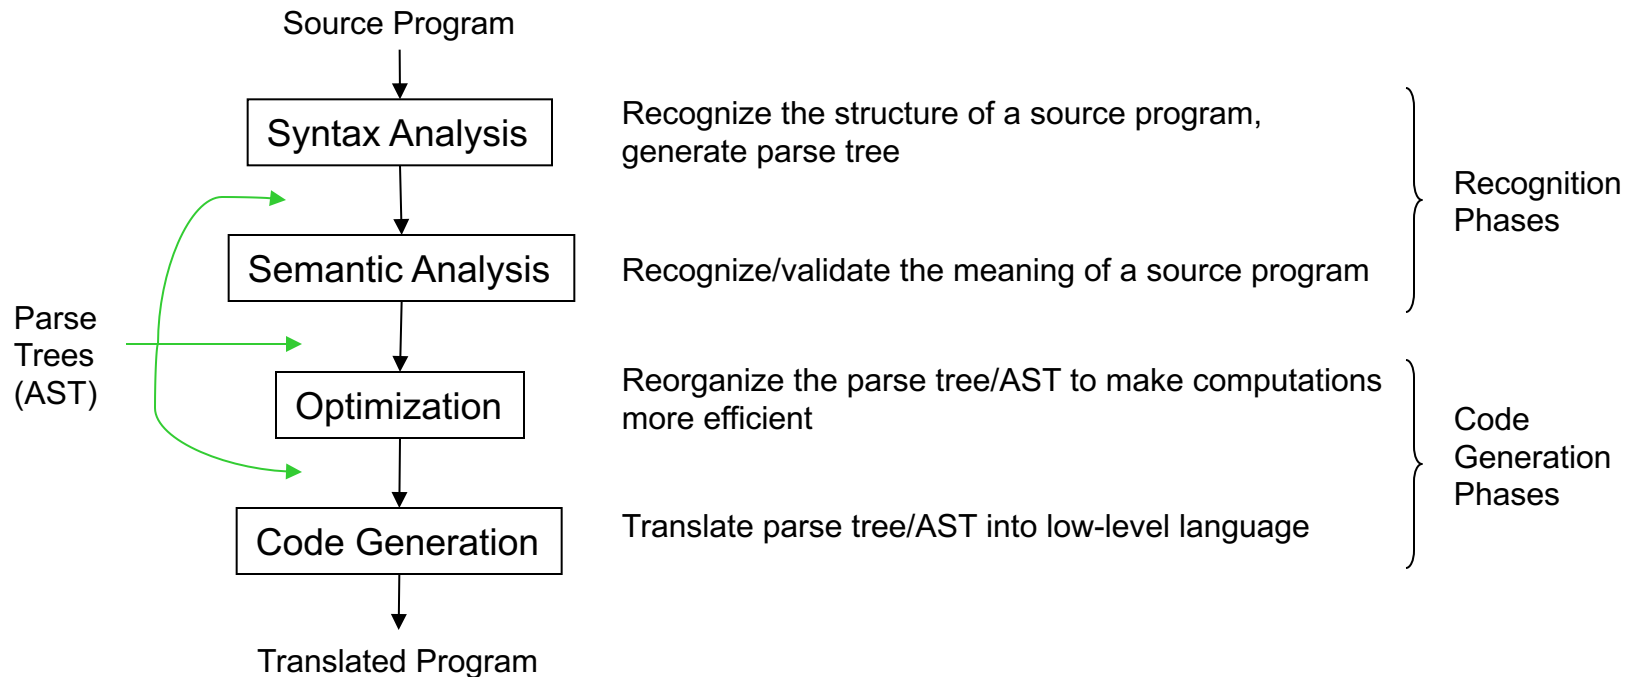 Source Program
Syntax Analysis
Recognize the structure of a source program,
generate parse tree
Recognition
Phases
Semantic Analysis
Recognize/validate the meaning of a source program
Parse
Trees
(AST)
Optimization
Reorganize the parse tree/AST to make computations
more efficient
Code
Generation
Phases
Code Generation
Translate parse tree/AST into low-level language
Translated Program